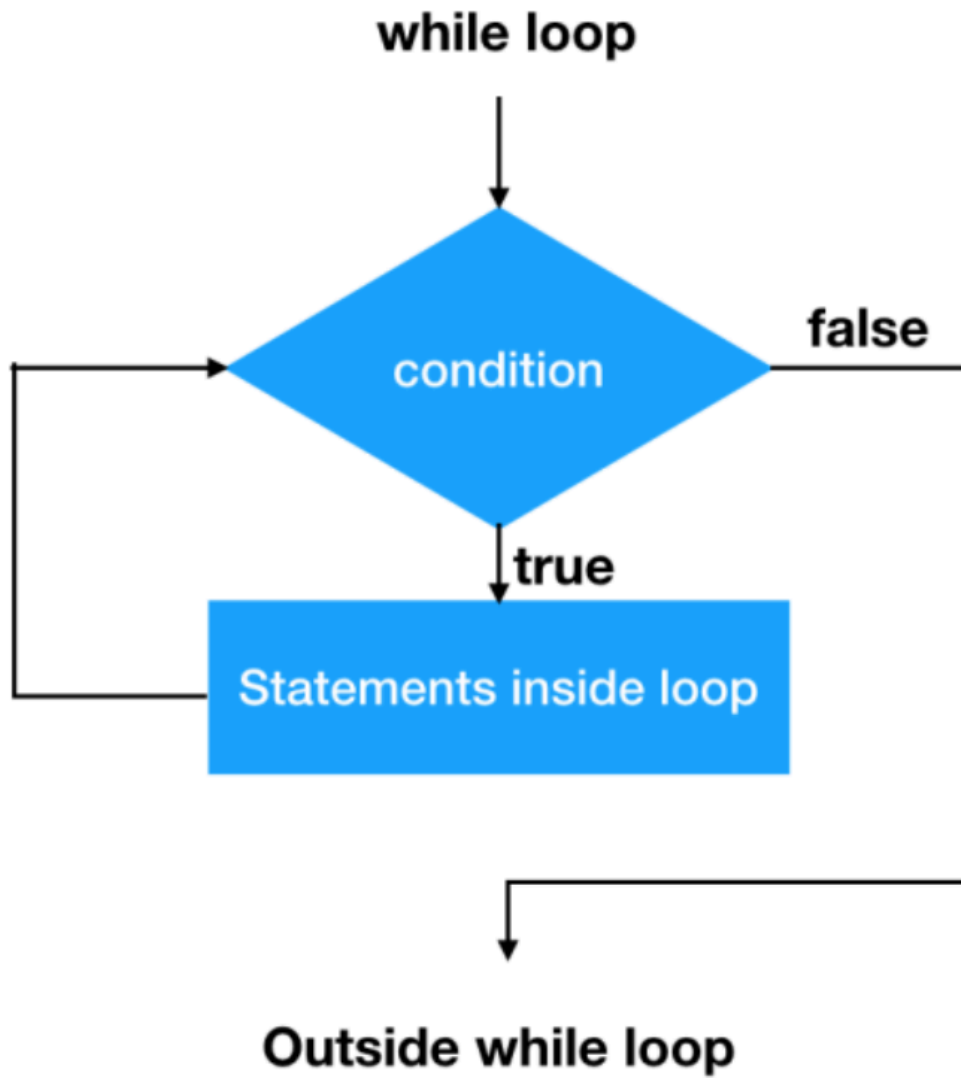 while loop
condition
false
true
Statements inside loop
Outside while loop